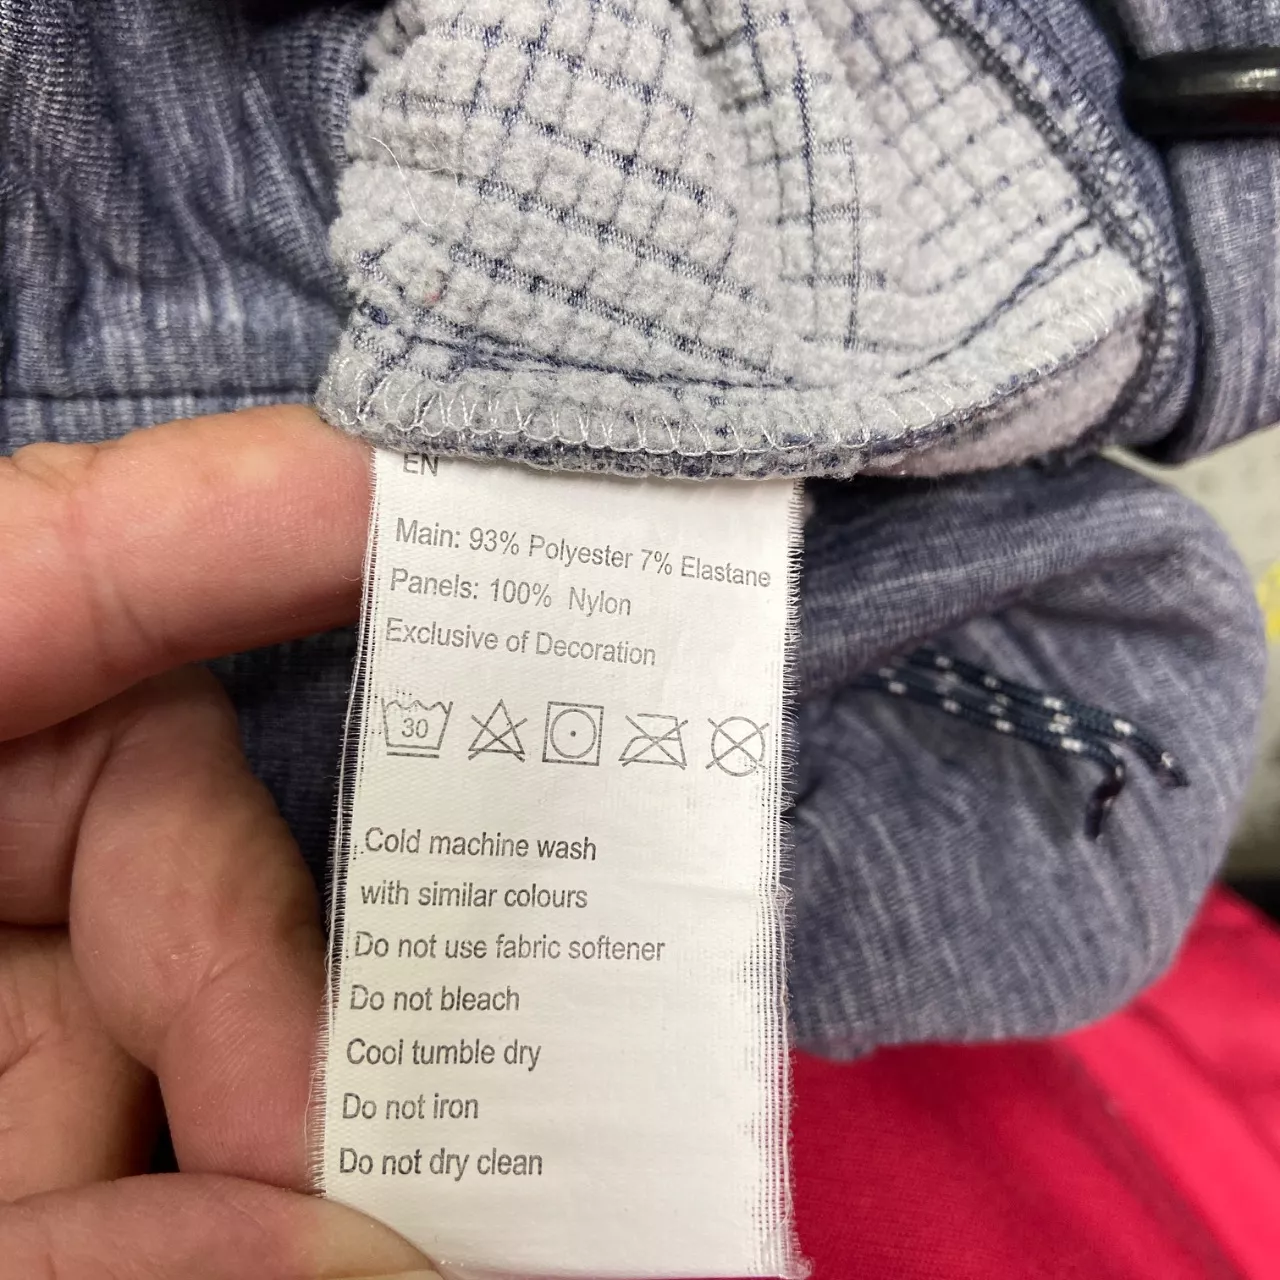 EN
Main: 93% Polyester 7% Elastane
Panels: 100% Nylon
Exclusive of Decoration
30
Cold machine wash
with similar colours
Do not use fabric softener
Do not bleach
Cool tumble dry
Do not iron
Do not dry clean